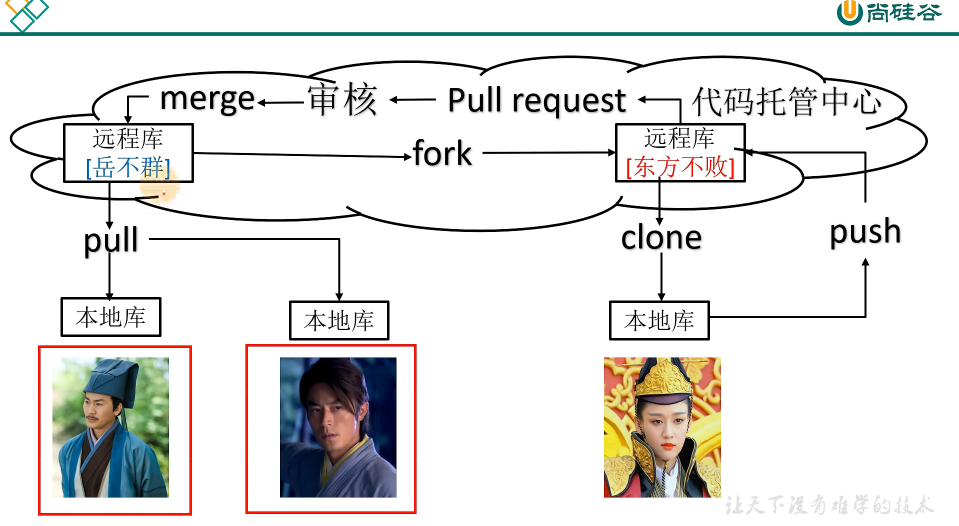 尚硅谷
merge
审核
Pull request
代码托管中心
远程库
[岳不群]
fork
远程库
[东方不败]
pull
clone
push
本地库
本地库
本地库
让天下没有难学的技术